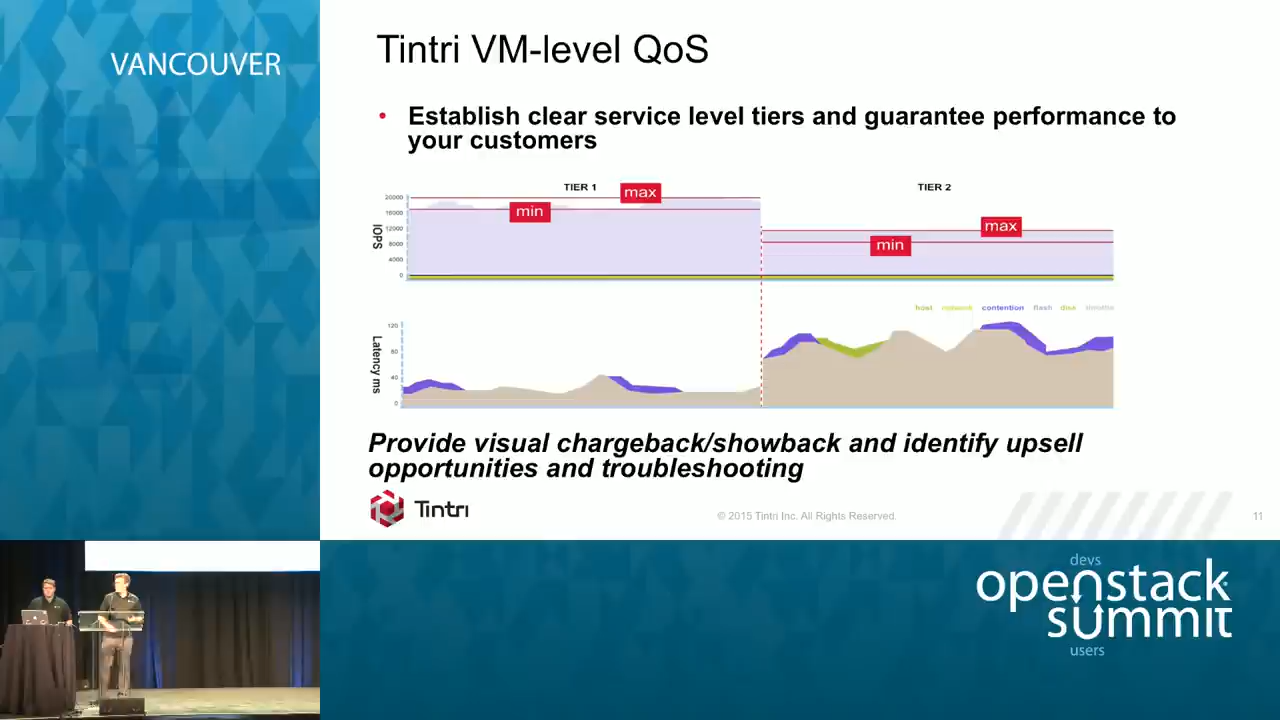 VANCOUVER
Tintri VM-level QoS
• Establish clear service level tiers and guarantee performance to
your customers
TIER 1
TIER 2
max
min
max
min
IOPS
20000
16000
12000
8000
4000
0
host network contention flash disk throttle
Latency ms
120
80
40
0
Provide visual chargeback/showback and identify upsell
opportunities and troubleshooting
Tintri
© 2015 Tintri Inc. All Rights Reserved.
11
devs
openstack
summit
users